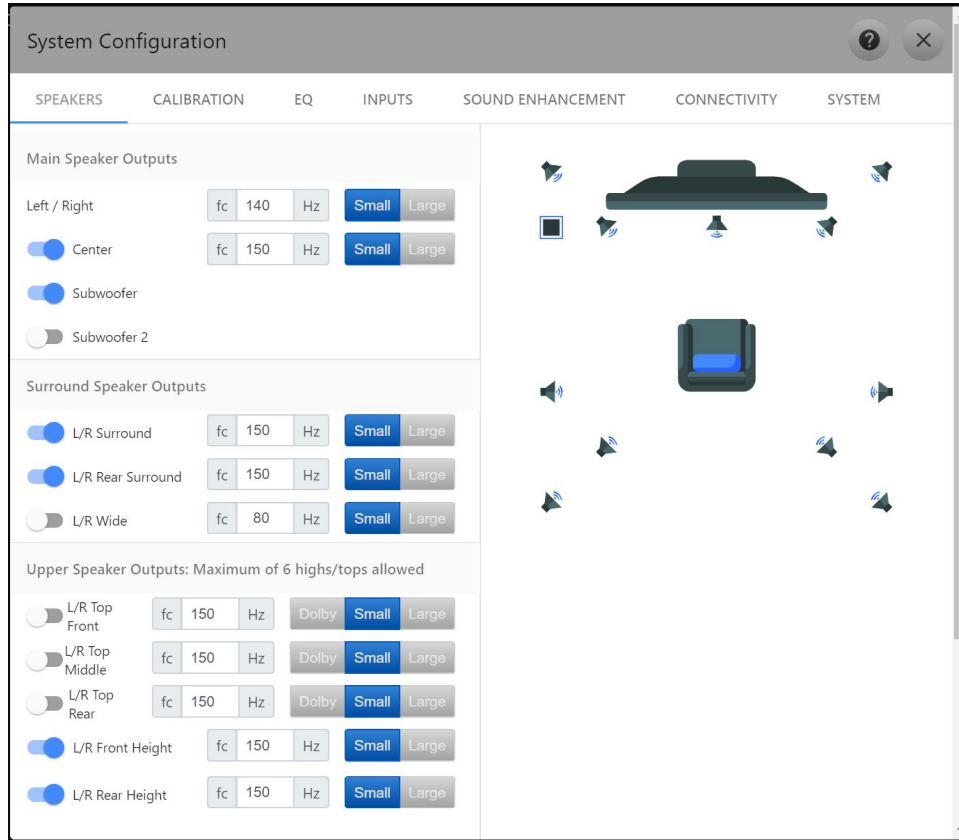 System Configuration ?
SPEAKERS CALIBRATION EQ INPUTS SOUND ENHANCEMENT CONNECTIVITY SYSTEM
Main Speaker Outputs
Left / Right fc 140 Hz Small Large
Center fc 150 Hz Small Large
Subwoofer
Subwoofer 2
Surround Speaker Outputs
L/R Surround fc 150 Hz Small Large
L/R Rear Surround fc 150 Hz Small Large
L/R Wide fc 80 Hz Small Large
Upper Speaker Outputs: Maximum of 6 highs/tops allowed
L/R Top Front fc 150 Hz Dolby Small Large
L/R Top Middle fc 150 Hz Dolby Small Large
L/R Top Rear fc 150 Hz Dolby Small Large
L/R Front Height fc 150 Hz Small Large
L/R Rear Height fc 150 Hz Small Large